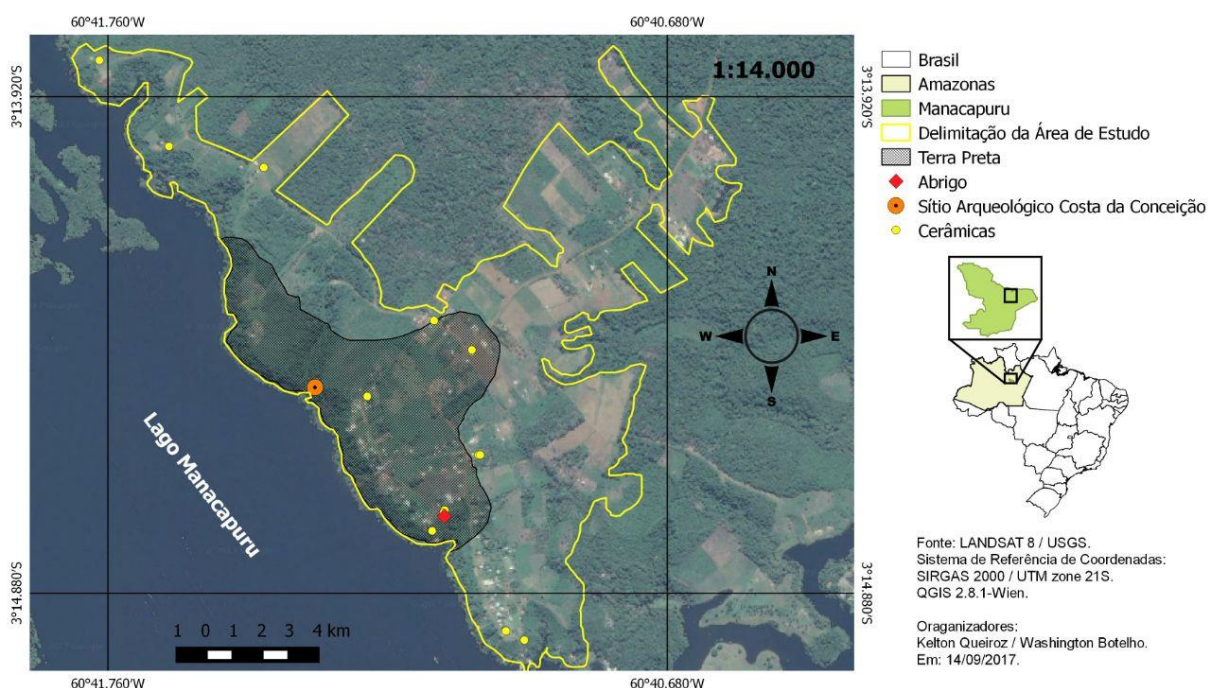 60°41.760'W
60°40.680'W
3°13.920'S
3°13.920'S
1:14.000
N
W
E
S
Lago Manacapuru
3°14.880'S
3°14.880'S
1 0 1 2 3 4 km
60°41.760'W
60°40.680'W
Brasil
Amazonas
Manacapuru
Delimitação da Área de Estudo
Terra Preta
Abrigo
Sítio Arqueológico Costa da Conceição
Cerâmicas
Fonte: LANDSAT 8 / USGS.
Sistema de Referência de Coordenadas:
SIRGAS 2000 / UTM zone 21S.
QGIS 2.8.1-Wien.
Oraganizadores:
Kelton Queiroz / Washington Botelho.
Em: 14/09/2017.